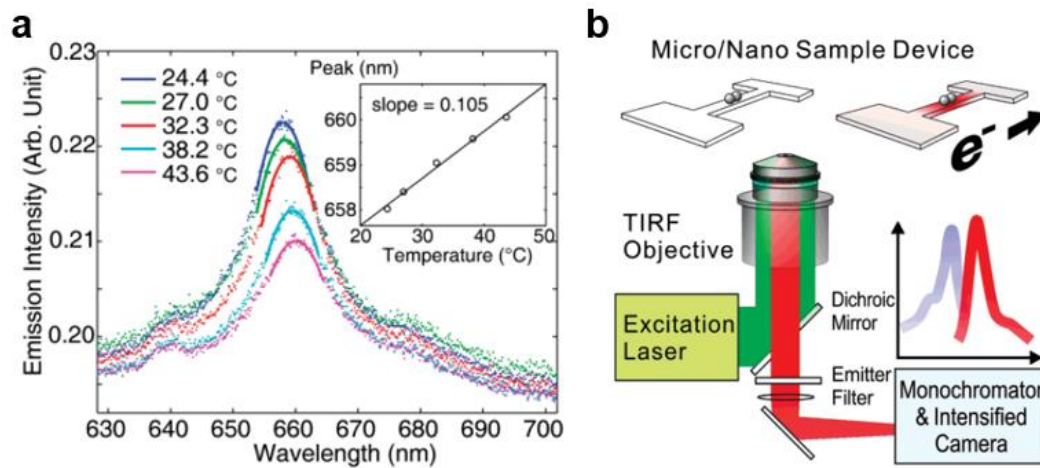 a
0.23
0.22
0.21
0.20
Emission Intensity (Arb. Unit)
24.4 °C
27.0 °C
32.3 °C
38.2 °C
43.6 °C
Peak (nm)
slope = 0.105
660
659
658
20 30 40 50
Temperature (°C)
630 640 650 660 670 680 690 700
Wavelength (nm)
b
Micro/Nano Sample Device
e-
TIRF
Objective
Excitation
Laser
Dichroic
Mirror
Emitter
Filter
Monochromator
& Intensified
Camera